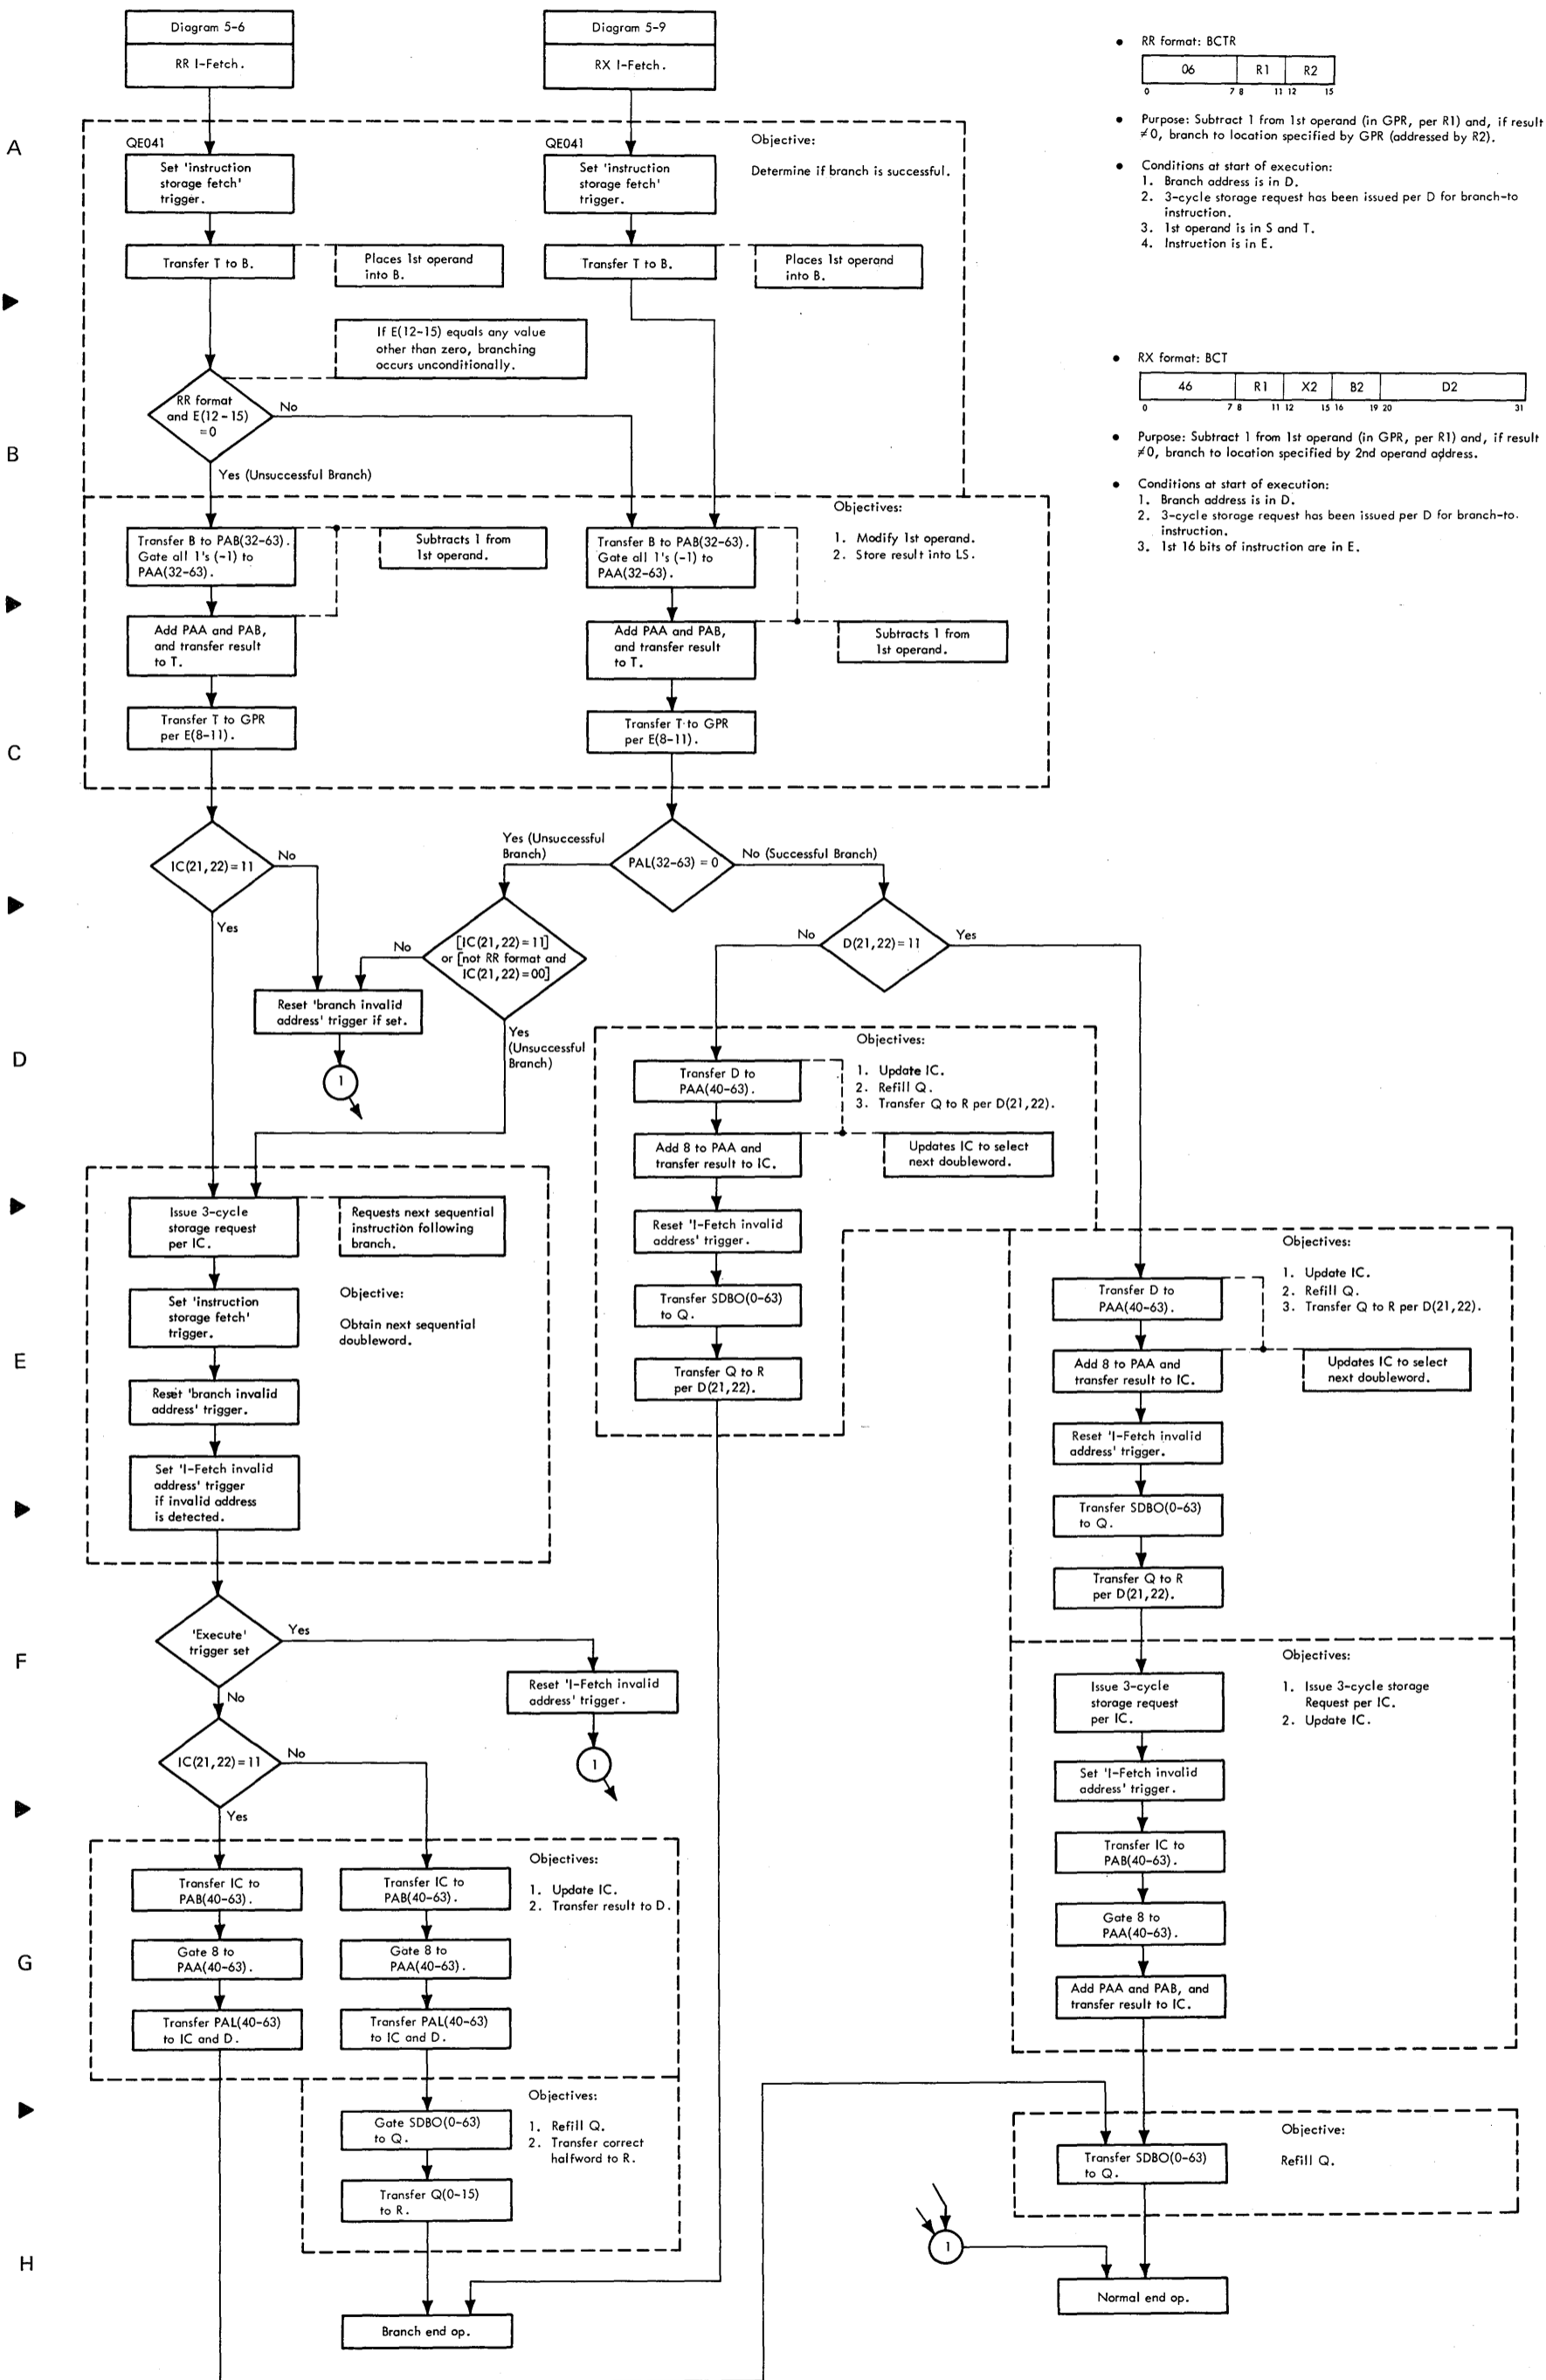 Diagram 5-6
RR I-Fetch.
Diagram 5-9
RX I-Fetch.
• RR format: BCTR
06 R1 R2
0 7 8 11 12 15
• Purpose: Subtract 1 from 1st operand (in GPR, per R1) and, if result
≠0, branch to location specified by GPR (addressed by R2).
• Conditions at start of execution:
1. Branch address is in D.
2. 3-cycle storage request has been issued per D for branch-to
instruction.
3. 1st operand is in S and T.
4. Instruction is in E.
• RX format: BCT
46 R1 X2 B2 D2
0 7 8 11 12 15 16 19 20 31
• Purpose: Subtract 1 from 1st operand (in GPR, per R1) and, if result
≠0, branch to location specified by 2nd operand address.
• Conditions at start of execution:
1. Branch address is in D.
2. 3-cycle storage request has been issued per D for branch-to
instruction.
3. 1st 16 bits of instruction are in E.
A
QE041
Set 'instruction
storage fetch'
trigger.
QE041
Set 'instruction
storage fetch'
trigger.
Objective:
Determine if branch is successful.
Transfer T to B.
Places 1st operand
into B.
Transfer T to B.
Places 1st operand
into B.
If E(12-15) equals any value
other than zero, branching
occurs unconditionally.
RR format
and E(12-15)
=0
No
B
Yes (Unsuccessful Branch)
Transfer B to PAB(32-63).
Gate all 1's (-1) to
PAA(32-63).
Subtracts 1 from
1st operand.
Transfer B to PAB(32-63).
Gate all 1's (-1) to
PAA(32-63).
Objectives:
1. Modify 1st operand.
2. Store result into LS.
Add PAA and PAB,
and transfer result
to T.
Add PAA and PAB,
and transfer result
to T.
Subtracts 1 from
1st operand.
Transfer T to GPR
per E(8-11).
Transfer T to GPR
per E(8-11).
C
IC(21,22)=11
No
Yes
Yes (Unsuccessful
Branch)
PAL(32-63) = 0
No (Successful Branch)
[IC(21,22)=11]
or [not RR format and
IC(21,22)=00]
No
Yes
(Unsuccessful
Branch)
No
D(21,22)=11
Yes
Reset 'branch invalid
address' trigger if set.
1
D
Transfer D to
PAA(40-63).
Objectives:
1. Update IC.
2. Refill Q.
3. Transfer Q to R per D(21,22).
Add 8 to PAA and
transfer result to IC.
Updates IC to select
next doubleword.
Reset 'I-Fetch invalid
address' trigger.
Transfer SDBO(0-63)
to Q.
Transfer Q to R
per D(21,22).
Issue 3-cycle
storage request
per IC.
Requests next sequential
instruction following
branch.
Set 'instruction
storage fetch'
trigger.
Objective:
Obtain next sequential
doubleword.
E
Reset 'branch invalid
address' trigger.
Set 'I-Fetch invalid
address' trigger
if invalid address
is detected.
Transfer D to
PAA(40-63).
Objectives:
1. Update IC.
2. Refill Q.
3. Transfer Q to R per D(21,22).
Add 8 to PAA and
transfer result to IC.
Updates IC to select
next doubleword.
Reset 'I-Fetch invalid
address' trigger.
Transfer SDBO(0-63)
to Q.
Transfer Q to R
per D(21,22).
F
'Execute'
trigger set
Yes
No
Reset 'I-Fetch invalid
address' trigger.
1
IC(21,22)=11
No
Yes
Issue 3-cycle
storage request
per IC.
Objectives:
1. Issue 3-cycle storage
Request per IC.
2. Update IC.
Set 'I-Fetch invalid
address' trigger.
Transfer IC to
PAB(40-63).
Gate 8 to
PAA(40-63).
Add PAA and PAB, and
transfer result to IC.
G
Transfer IC to
PAB(40-63).
Transfer IC to
PAB(40-63).
Objectives:
1. Update IC.
2. Transfer result to D.
Gate 8 to
PAA(40-63).
Gate 8 to
PAA(40-63).
Transfer PAL(40-63)
to IC and D.
Transfer PAL(40-63)
to IC and D.
Gate SDBO(0-63)
to Q.
Objectives:
1. Refill Q.
2. Transfer correct
halfword to R.
Transfer Q(0-15)
to R.
Transfer SDBO(0-63)
to Q.
Objective:
Refill Q.
H
1
Normal end op.
Branch end op.